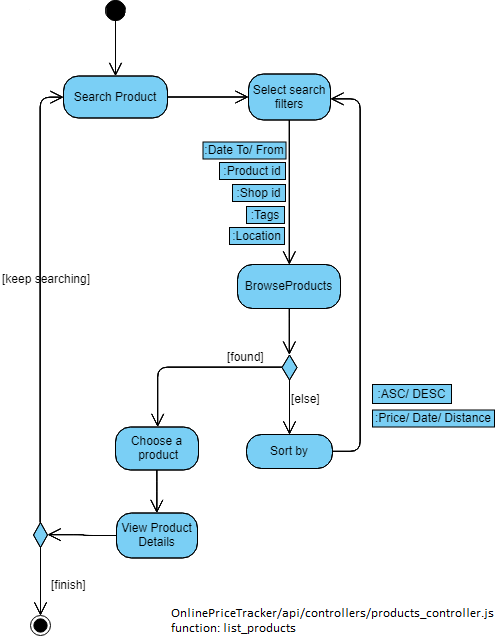 Search Product
Select search
filters
:Date To/ From
:Product id
:Shop id
:Tags
:Location
[keep searching]
BrowseProducts
[found]
[else]
:ASC/ DESC
:Price/ Date/ Distance
Choose a
product
Sort by
View Product
Details
[finish]
OnlinePriceTracker/api/controllers/products_controller.js
function: list_products